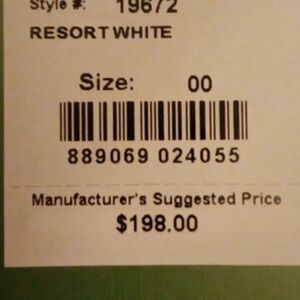 Style #: 19672
RESORT WHITE
Size: 00
889069 024055
Manufacturer's Suggested Price
$198.00